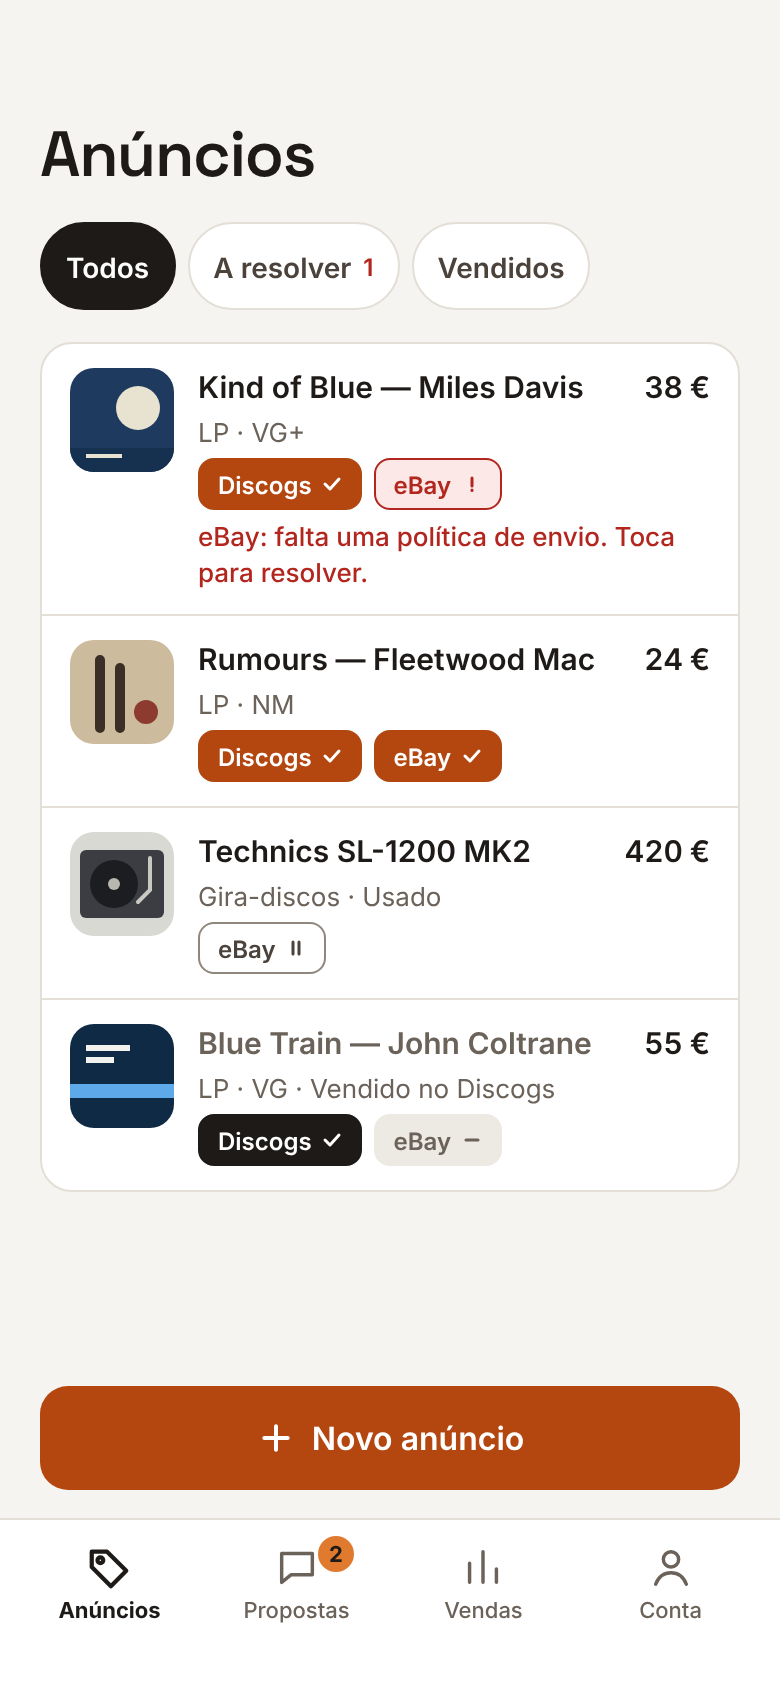 Anúncios
Todos
A resolver 1
Vendidos
Kind of Blue — Miles Davis 38 €
LP · VG+
Discogs ✓ eBay !
eBay: falta uma política de envio. Toca
para resolver.
Rumours — Fleetwood Mac 24 €
LP · NM
Discogs ✓ eBay ✓
Technics SL-1200 MK2 420 €
Gira-discos · Usado
eBay
Blue Train — John Coltrane 55 €
LP · VG · Vendido no Discogs
Discogs ✓ eBay –
+ Novo anúncio
2
Anúncios Propostas Vendas Conta